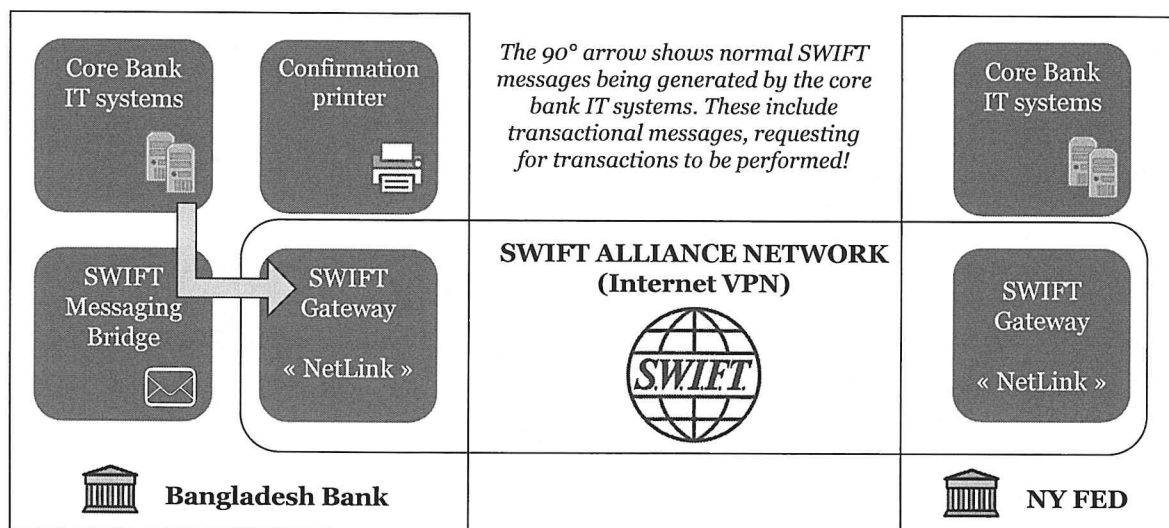 Core Bank
IT systems
Confirmation
printer
The 90° arrow shows normal SWIFT
messages being generated by the core
bank IT systems. These include
transactional messages, requesting
for transactions to be performed!
Core Bank
IT systems
SWIFT
Messaging
Bridge
SWIFT
Gateway
« NetLink »
SWIFT ALLIANCE NETWORK
(Internet VPN)
S.W.I.F.T.
SWIFT
Gateway
« NetLink »
Bangladesh Bank
NY FED